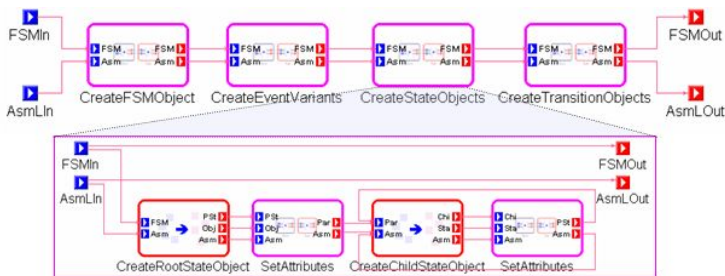 FSMIn
AsmLIn
FSM Asm FSM Asm
FSM Asm FSM Asm
FSM Asm FSM Asm
FSM Asm FSM Asm
FSMOut
AsmLOut
CreateFSMObject
CreateEventVariants
CreateStateObjects
CreateTransitionObjects
FSMIn
AsmLIn
FSMOut
AsmLOut
FSM Asm PSt Obj Asm
PSt Obj Asm Par Asm
Par Asm Chi Sta Asm
Chi Sta Asm PSt Asm
CreateRootStateObject
SetAttributes
CreateChildStateObject
SetAttributes